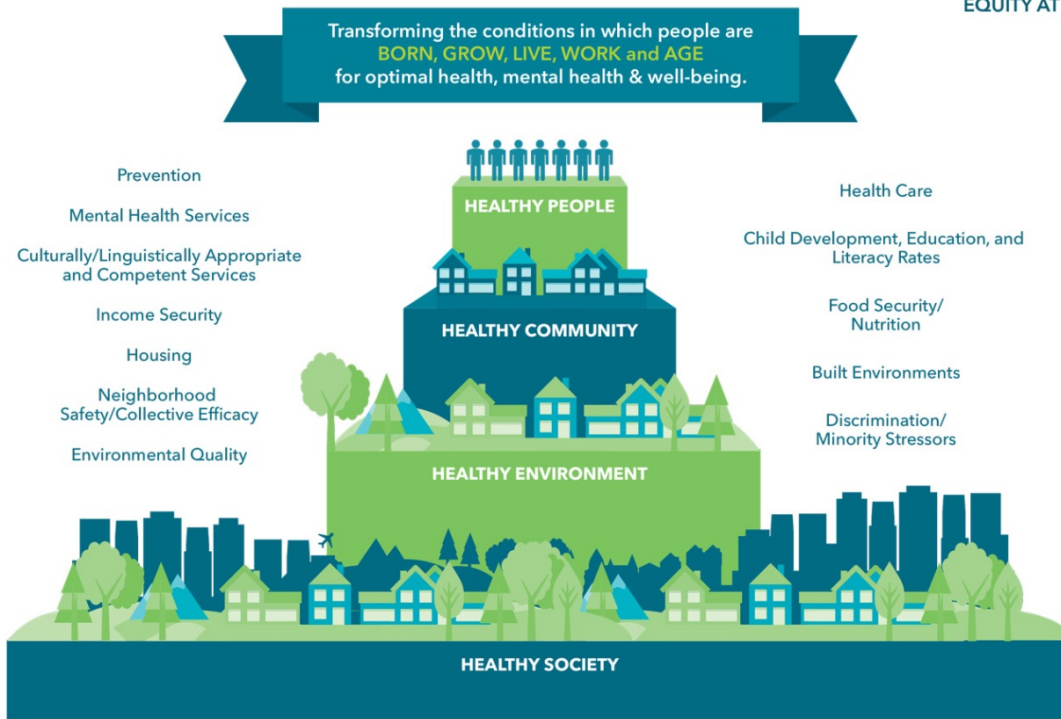 EQUITY AT
Transforming the conditions in which people are
BORN, GROW, LIVE, WORK and AGE
for optimal health, mental health & well-being.
Prevention
Mental Health Services
Culturally/Linguistically Appropriate
and Competent Services
Income Security
Housing
Neighborhood
Safety/Collective Efficacy
Environmental Quality
HEALTHY PEOPLE
HEALTHY COMMUNITY
HEALTHY ENVIRONMENT
HEALTHY SOCIETY
Health Care
Child Development, Education, and
Literacy Rates
Food Security/
Nutrition
Built Environments
Discrimination/
Minority Stressors